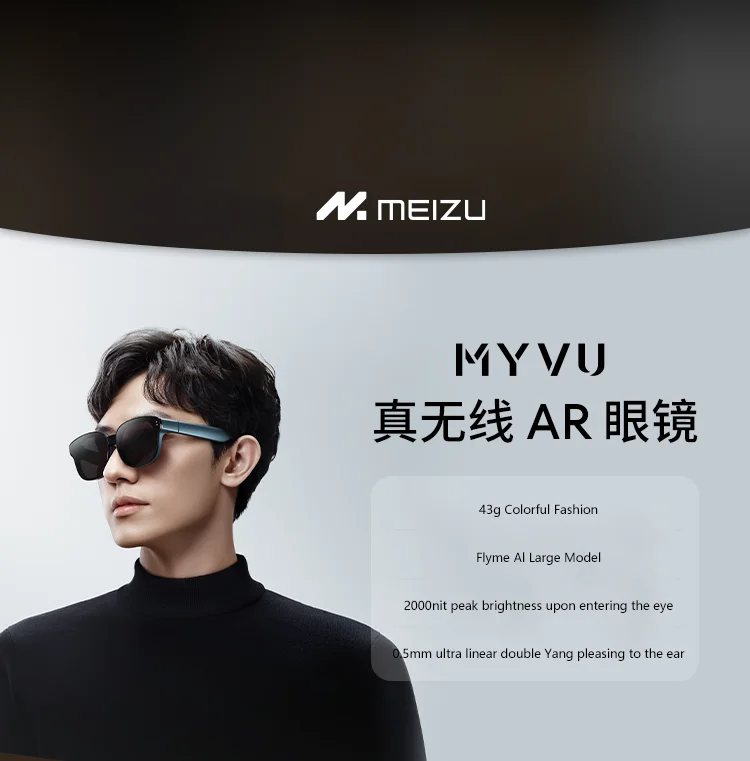 MEIZU
MYVU
真无线 AR 眼镜
43g Colorful Fashion
Flyme Al Large Model
2000nit peak brightness upon entering the eye
0.5mm ultra linear double Yang pleasing to the ear